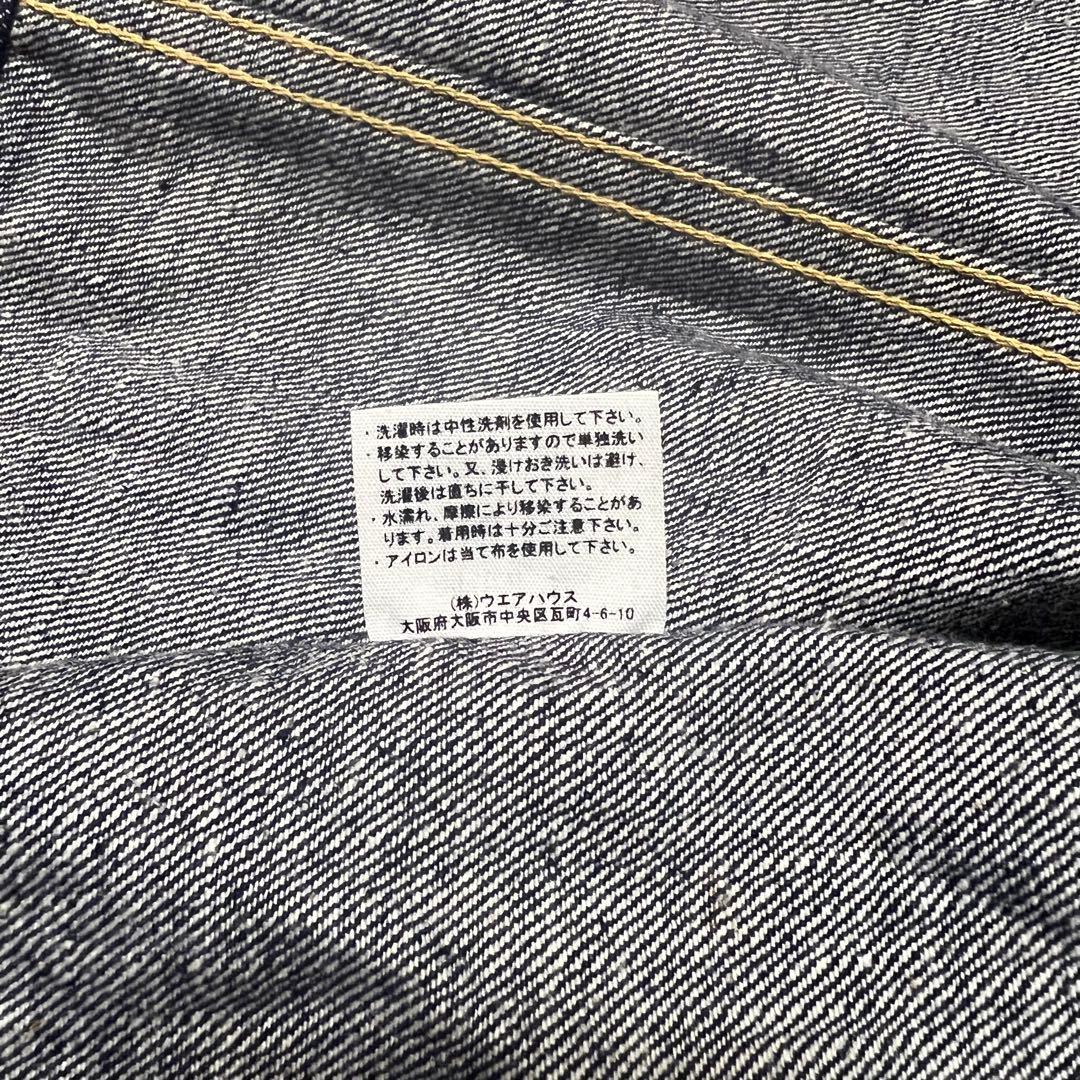 ・洗濯時は中性洗剤を使用して下さい。
・移染することがありますので単独洗い
して下さい。又、浸けおき洗いは避け、
洗濯後は直ちに干して下さい。
・水濡れ、摩擦により移染することがあ
ります。着用時は十分ご注意下さい。
・アイロンは当て布を使用して下さい。
(株)ウエアハウス
大阪府大阪市中央区瓦町4-6-10